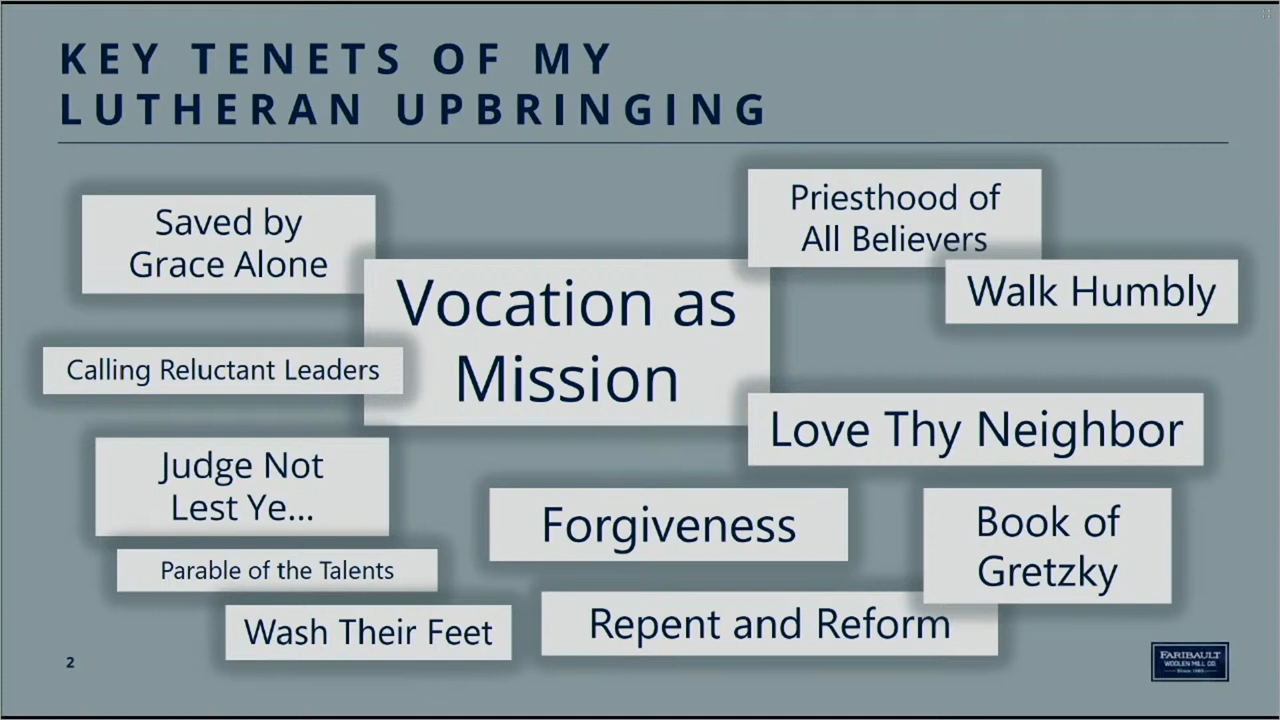 KEY TENETS OF MY
LUTHERAN UPBRINGING
Saved by
Grace Alone
Priesthood of
All Believers
Walk Humbly
Vocation as
Mission
Calling Reluctant Leaders
Love Thy Neighbor
Judge Not
Lest Ye...
Forgiveness
Book of
Gretzky
Parable of the Talents
Wash Their Feet
Repent and Reform
2
FARIBAULT
WOOLEN MILL CO.